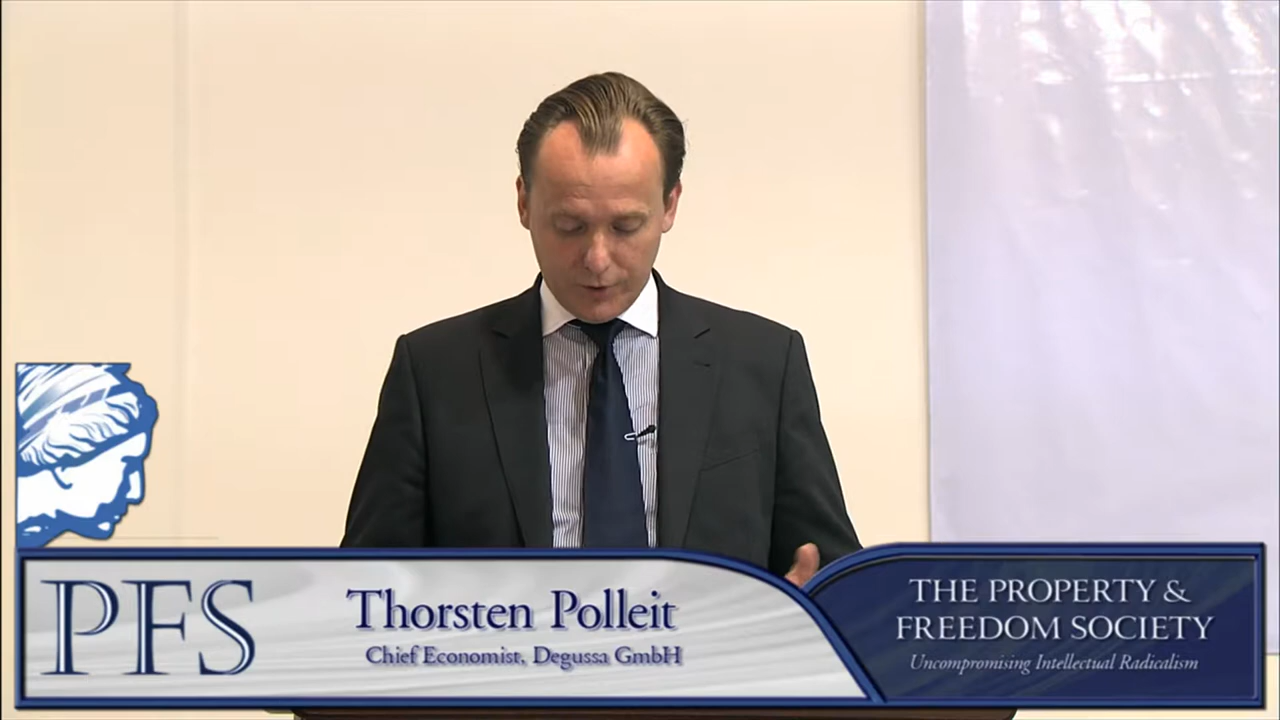 PFS
Thorsten Polleit
Chief Economist, Degussa GmbH
THE PROPERTY &
FREEDOM SOCIETY
Uncompromising Intellectual Radicalism